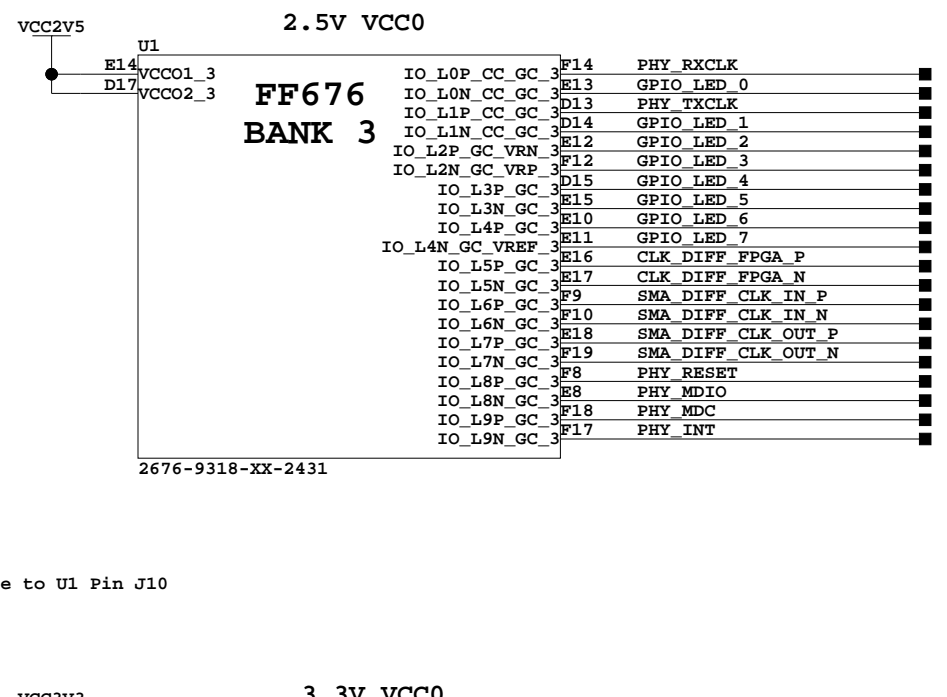 2.5V VCC0
VCC2V5
U1
E14 VCCO1_3
D17 VCCO2_3
FF676
BANK 3
IO_L0P_CC_GC_3 F14 PHY_RXCLK
IO_L0N_CC_GC_3 E13 GPIO_LED_0
IO_L1P_CC_GC_3 D13 PHY_TXCLK
IO_L1N_CC_GC_3 D14 GPIO_LED_1
IO_L2P_GC_VRN_3 E12 GPIO_LED_2
IO_L2N_GC_VRP_3 F12 GPIO_LED_3
IO_L3P_GC_3 D15 GPIO_LED_4
IO_L3N_GC_3 E15 GPIO_LED_5
IO_L4P_GC_3 E10 GPIO_LED_6
IO_L4N_GC_VREF_3 E11 GPIO_LED_7
IO_L5P_GC_3 E16 CLK_DIFF_FPGA_P
IO_L5N_GC_3 E17 CLK_DIFF_FPGA_N
IO_L6P_GC_3 F9 SMA_DIFF_CLK_IN_P
IO_L6N_GC_3 F10 SMA_DIFF_CLK_IN_N
IO_L7P_GC_3 E18 SMA_DIFF_CLK_OUT_P
IO_L7N_GC_3 F19 SMA_DIFF_CLK_OUT_N
IO_L8P_GC_3 F8 PHY_RESET
IO_L8N_GC_3 E8 PHY_MDIO
IO_L9P_GC_3 F18 PHY_MDC
IO_L9N_GC_3 F17 PHY_INT
2676-9318-XX-2431
e to U1 Pin J10
3.3V VCC0